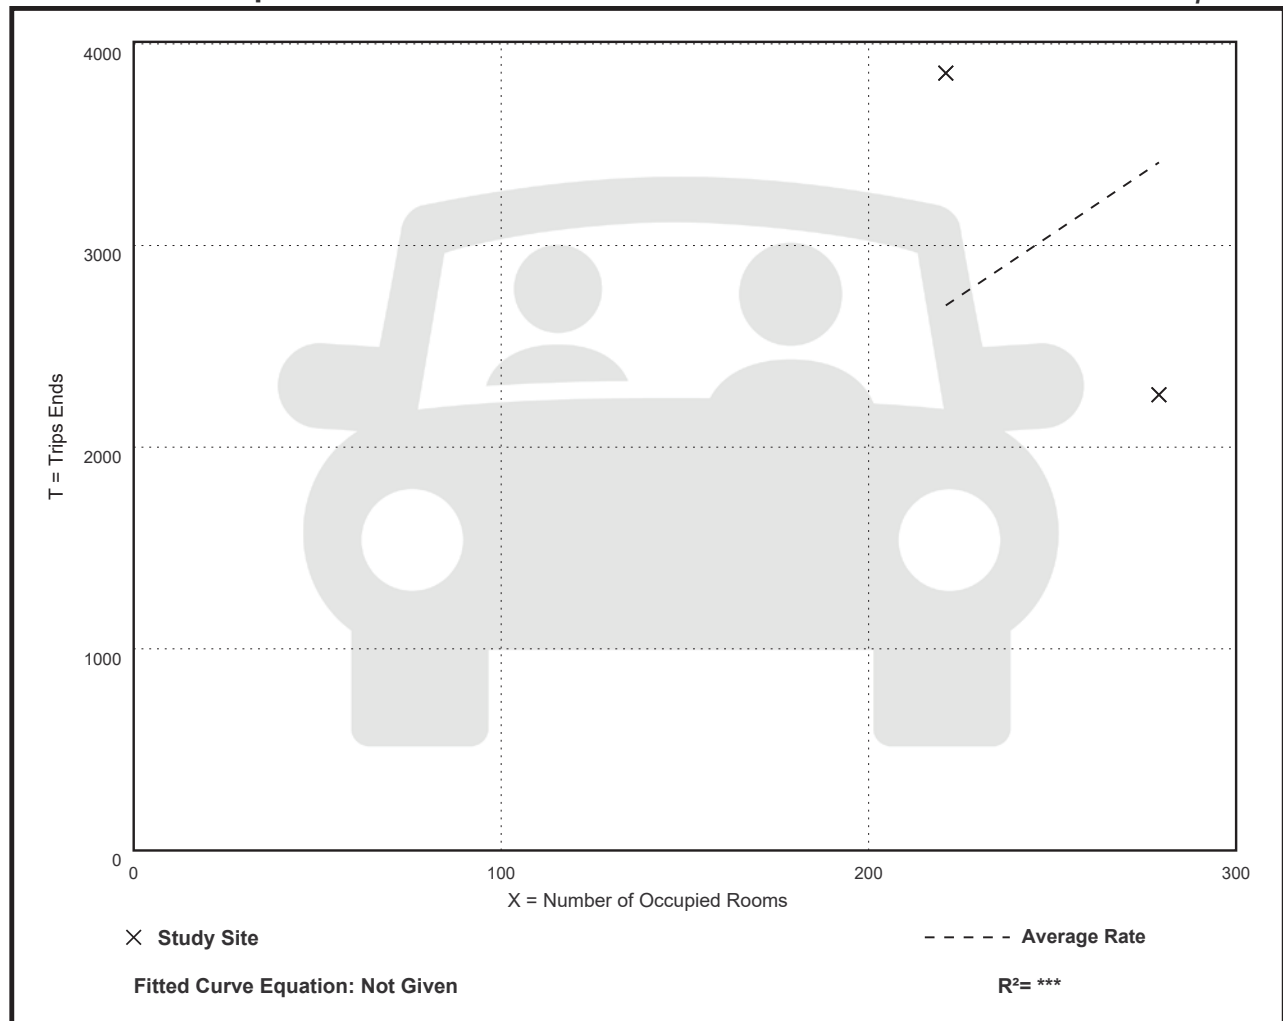 4000
3000
2000
1000
0
T = Trips Ends
0 100 200 300
X = Number of Occupied Rooms
Study Site Average Rate
Fitted Curve Equation: Not Given R²= ***